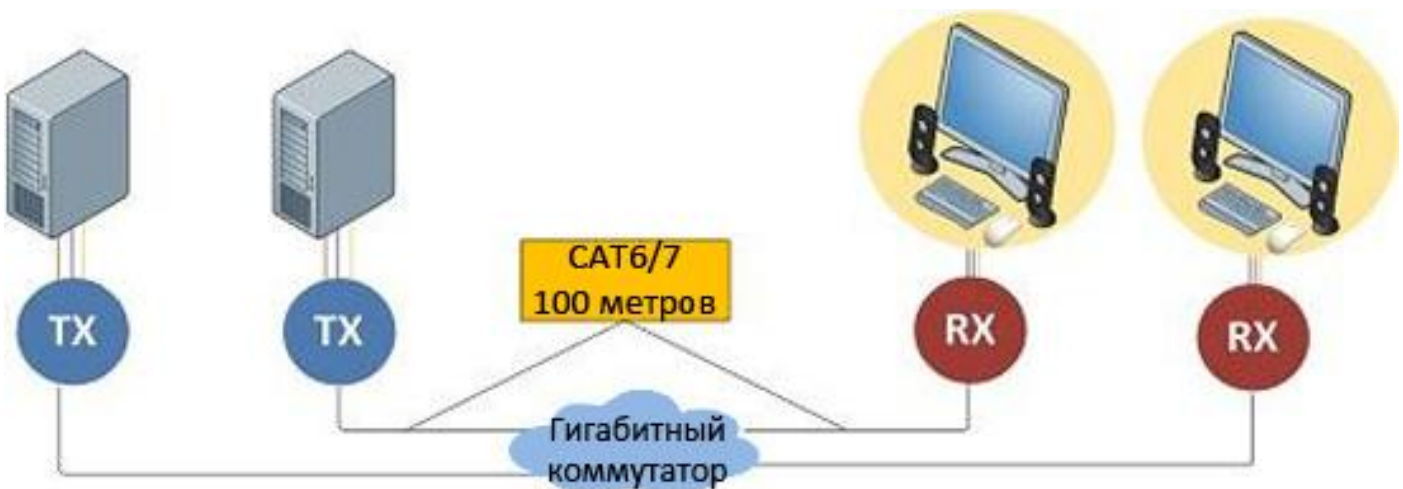 CAT6/7
100 метров
TX
TX
RX
RX
Гигабитный
коммутатор